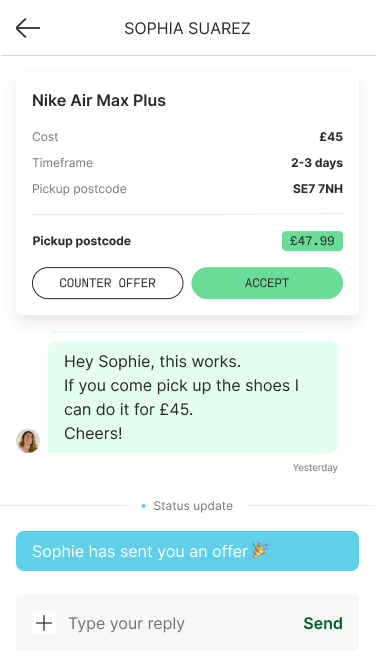 SOPHIA SUAREZ
Nike Air Max Plus
Cost £45
Timeframe 2-3 days
Pickup postcode SE7 7NH
Pickup postcode £47.99
COUNTER OFFER ACCEPT
Hey Sophie, this works.
If you come pick up the shoes I
can do it for £45.
Cheers!
Yesterday
Status update
Sophie has sent you an offer 🎉
Type your reply Send